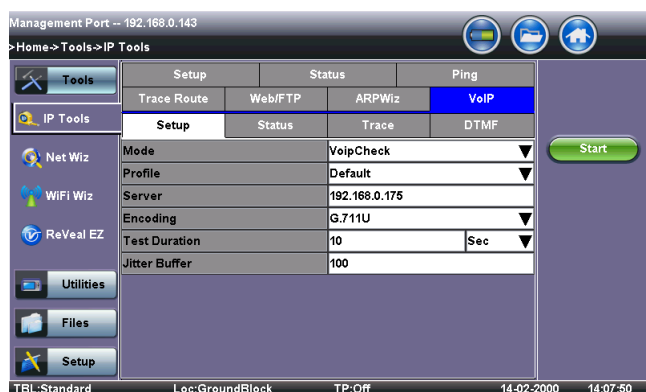 Management Port -- 192.168.0.143
>Home->Tools->IP Tools
Tools
IP Tools
Net Wiz
WiFi Wiz
ReVeal EZ
Utilities
Files
Setup
Setup Status Ping
Trace Route Web/FTP ARPWiz VoIP
Setup Status Trace DTMF
Mode VoipCheck
Profile Default
Server 192.168.0.175
Encoding G.711U
Test Duration 10 Sec
Jitter Buffer 100
Start
TBL:Standard Loc:GroundBlock TP:Off 14-02-2000 14:07:50